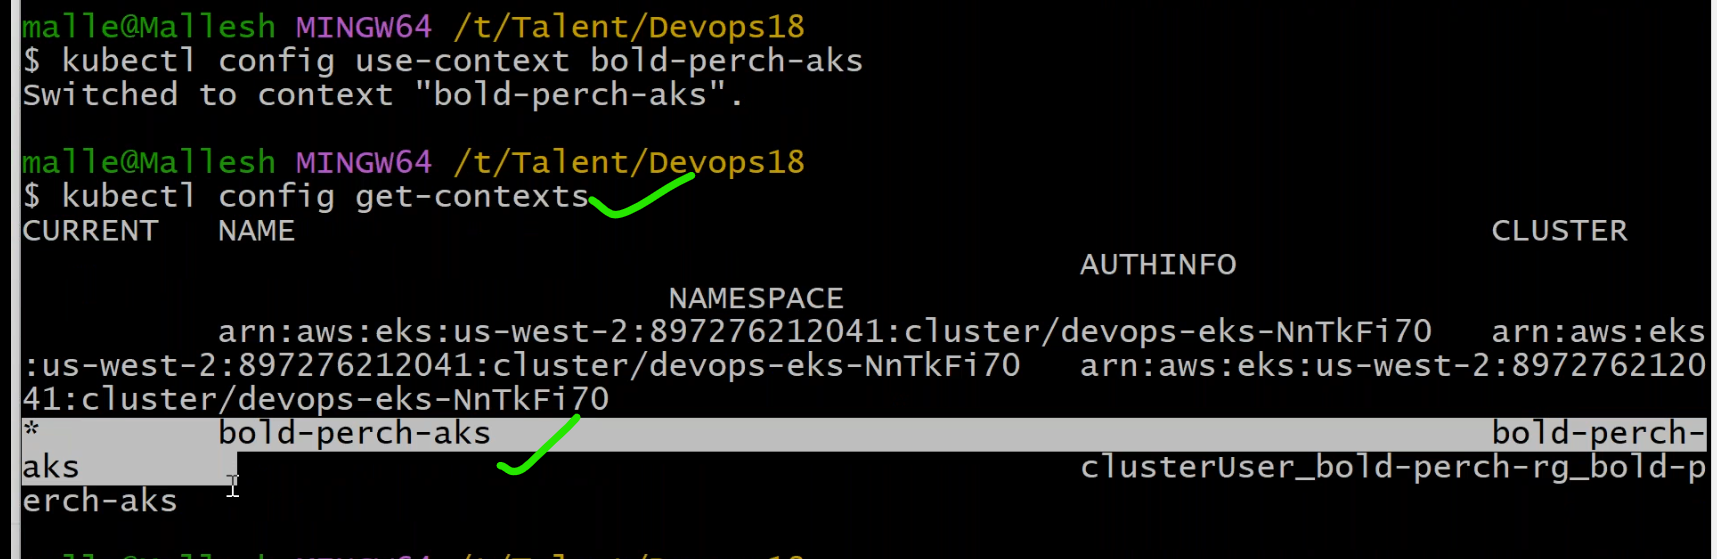 malle@Mallesh MINGW64 /t/Talent/Devops18
$ kubectl config use-context bold-perch-aks
Switched to context "bold-perch-aks".
malle@Mallesh MINGW64 /t/Talent/Devops18
$ kubectl config get-contexts
CURRENT   NAME                                                             CLUSTER
AUTHINFO
NAMESPACE
arn:aws:eks:us-west-2:897276212041:cluster/devops-eks-NnTkFi70   arn:aws:eks
:us-west-2:897276212041:cluster/devops-eks-NnTkFi70   arn:aws:eks:us-west-2:8972762120
41:cluster/devops-eks-NnTkFi70
*         bold-perch-aks                                                   bold-perch-
aks                                                   clusterUser_bold-perch-rg_bold-p
erch-aks